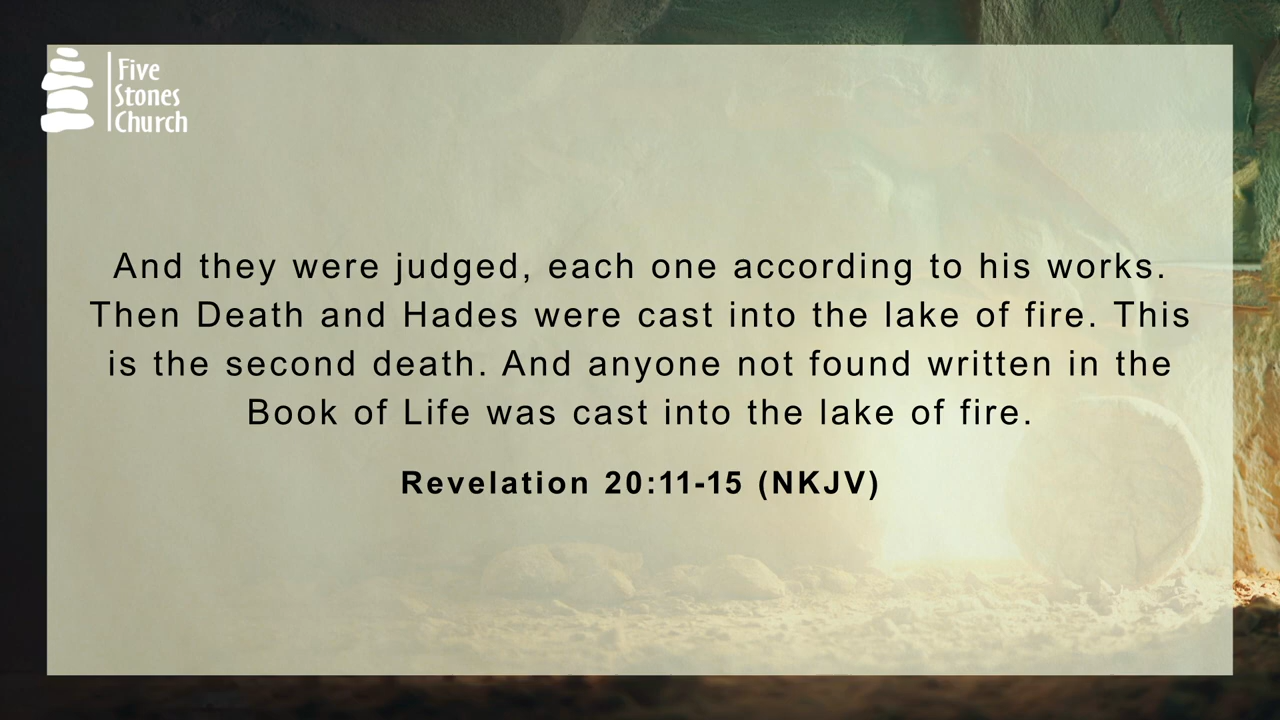 Five
Stones
Church
And they were judged, each one according to his works.
Then Death and Hades were cast into the lake of fire. This
is the second death. And anyone not found written in the
Book of Life was cast into the lake of fire.
Revelation 20:11-15 (NKJV)